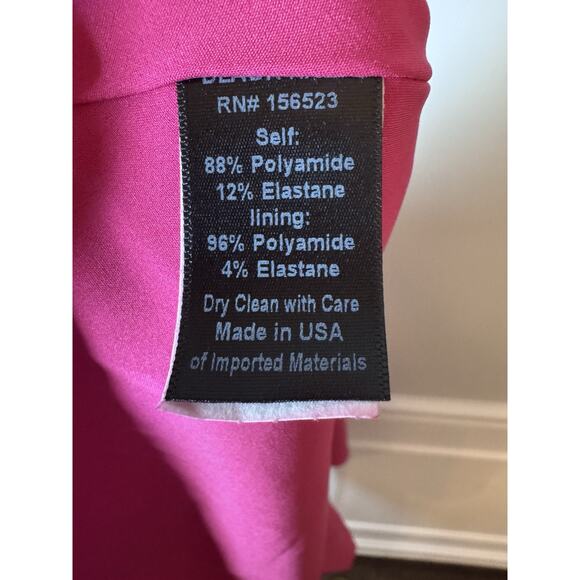 RN# 156523
Self:
88% Polyamide
12% Elastane
lining:
96% Polyamide
4% Elastane
Dry Clean with Care
Made in USA
of Imported Materials